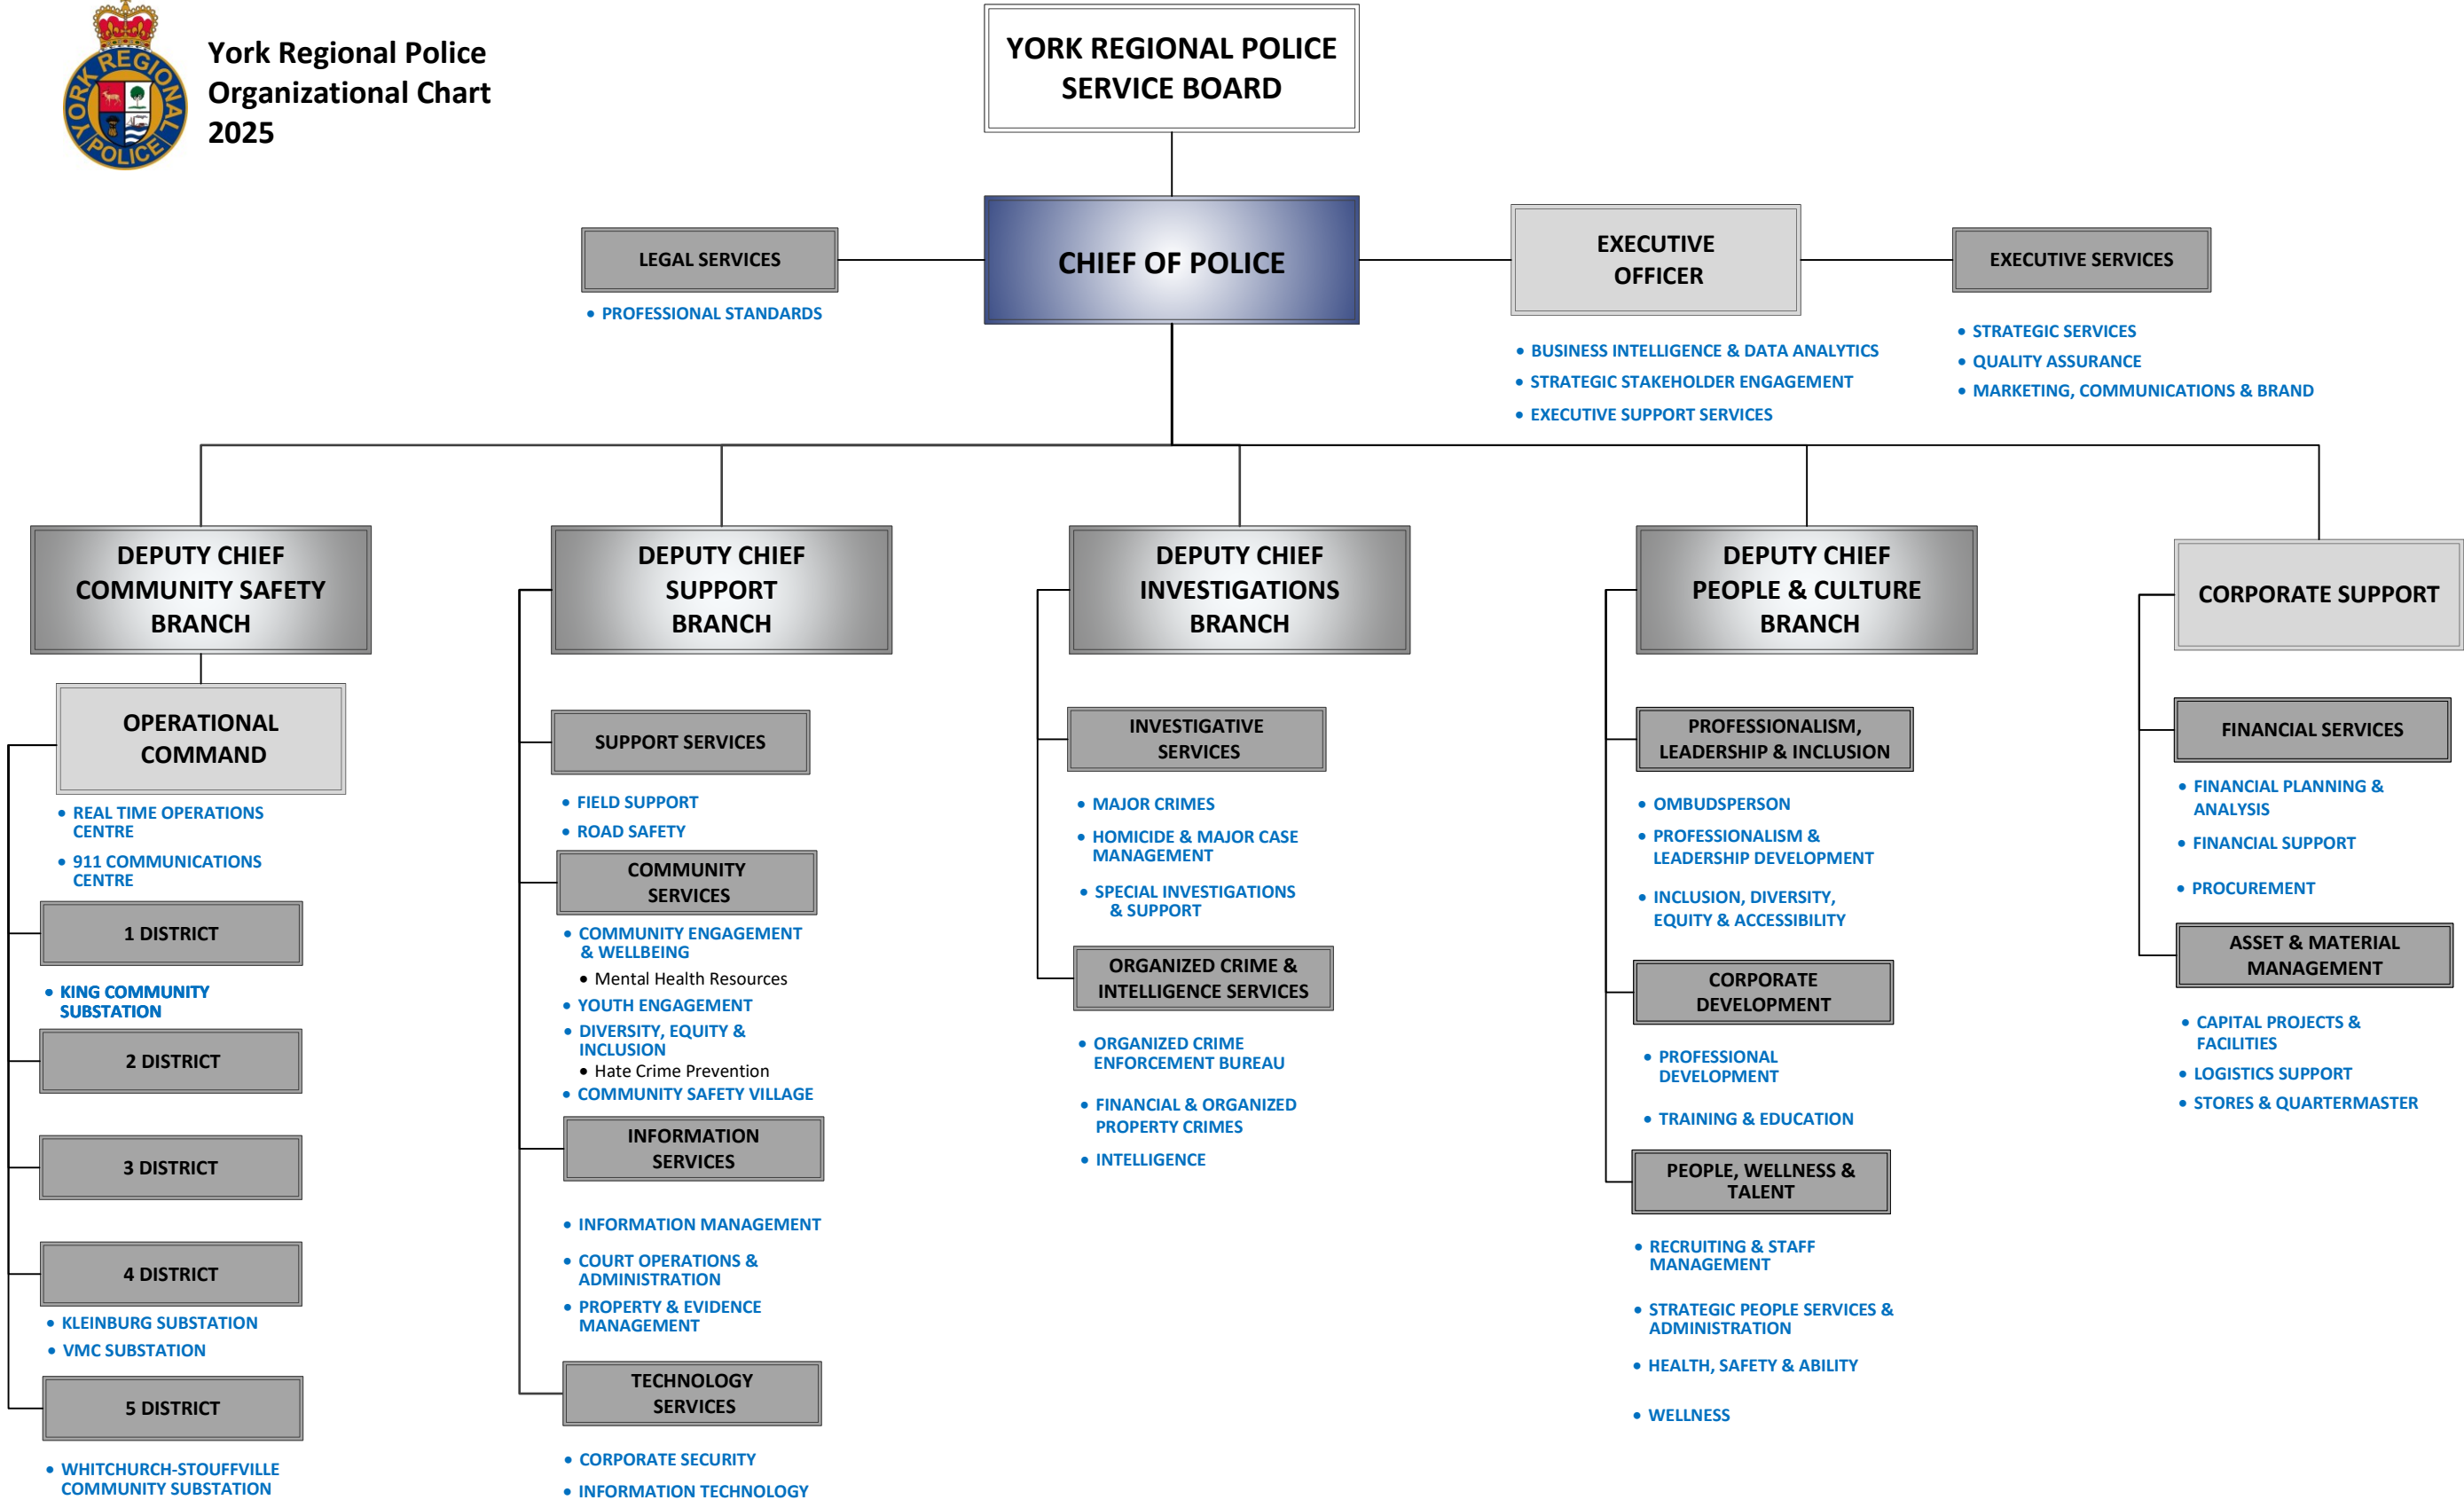 YORK REGIONAL
POLICE
York Regional Police
Organizational Chart
2025
YORK REGIONAL POLICE
SERVICE BOARD
LEGAL SERVICES
• PROFESSIONAL STANDARDS
CHIEF OF POLICE
EXECUTIVE
OFFICER
• BUSINESS INTELLIGENCE & DATA ANALYTICS
• STRATEGIC STAKEHOLDER ENGAGEMENT
• EXECUTIVE SUPPORT SERVICES
EXECUTIVE SERVICES
• STRATEGIC SERVICES
• QUALITY ASSURANCE
• MARKETING, COMMUNICATIONS & BRAND
DEPUTY CHIEF
COMMUNITY SAFETY
BRANCH
OPERATIONAL
COMMAND
• REAL TIME OPERATIONS
CENTRE
• 911 COMMUNICATIONS
CENTRE
1 DISTRICT
• KING COMMUNITY
SUBSTATION
2 DISTRICT
3 DISTRICT
4 DISTRICT
• KLEINBURG SUBSTATION
• VMC SUBSTATION
5 DISTRICT
• WHITCHURCH-STOUFFVILLE
COMMUNITY SUBSTATION
DEPUTY CHIEF
SUPPORT
BRANCH
SUPPORT SERVICES
• FIELD SUPPORT
• ROAD SAFETY
COMMUNITY
SERVICES
• COMMUNITY ENGAGEMENT
& WELLBEING
• Mental Health Resources
• YOUTH ENGAGEMENT
• DIVERSITY, EQUITY &
INCLUSION
• Hate Crime Prevention
• COMMUNITY SAFETY VILLAGE
INFORMATION
SERVICES
• INFORMATION MANAGEMENT
• COURT OPERATIONS &
ADMINISTRATION
• PROPERTY & EVIDENCE
MANAGEMENT
TECHNOLOGY
SERVICES
• CORPORATE SECURITY
• INFORMATION TECHNOLOGY
DEPUTY CHIEF
INVESTIGATIONS
BRANCH
INVESTIGATIVE
SERVICES
• MAJOR CRIMES
• HOMICIDE & MAJOR CASE
MANAGEMENT
• SPECIAL INVESTIGATIONS
& SUPPORT
ORGANIZED CRIME &
INTELLIGENCE SERVICES
• ORGANIZED CRIME
ENFORCEMENT BUREAU
• FINANCIAL & ORGANIZED
PROPERTY CRIMES
• INTELLIGENCE
DEPUTY CHIEF
PEOPLE & CULTURE
BRANCH
PROFESSIONALISM,
LEADERSHIP & INCLUSION
• OMBUDSPERSON
• PROFESSIONALISM &
LEADERSHIP DEVELOPMENT
• INCLUSION, DIVERSITY,
EQUITY & ACCESSIBILITY
CORPORATE
DEVELOPMENT
• PROFESSIONAL
DEVELOPMENT
• TRAINING & EDUCATION
PEOPLE, WELLNESS &
TALENT
• RECRUITING & STAFF
MANAGEMENT
• STRATEGIC PEOPLE SERVICES &
ADMINISTRATION
• HEALTH, SAFETY & ABILITY
• WELLNESS
CORPORATE SUPPORT
FINANCIAL SERVICES
• FINANCIAL PLANNING &
ANALYSIS
• FINANCIAL SUPPORT
• PROCUREMENT
ASSET & MATERIAL
MANAGEMENT
• CAPITAL PROJECTS &
FACILITIES
• LOGISTICS SUPPORT
• STORES & QUARTERMASTER